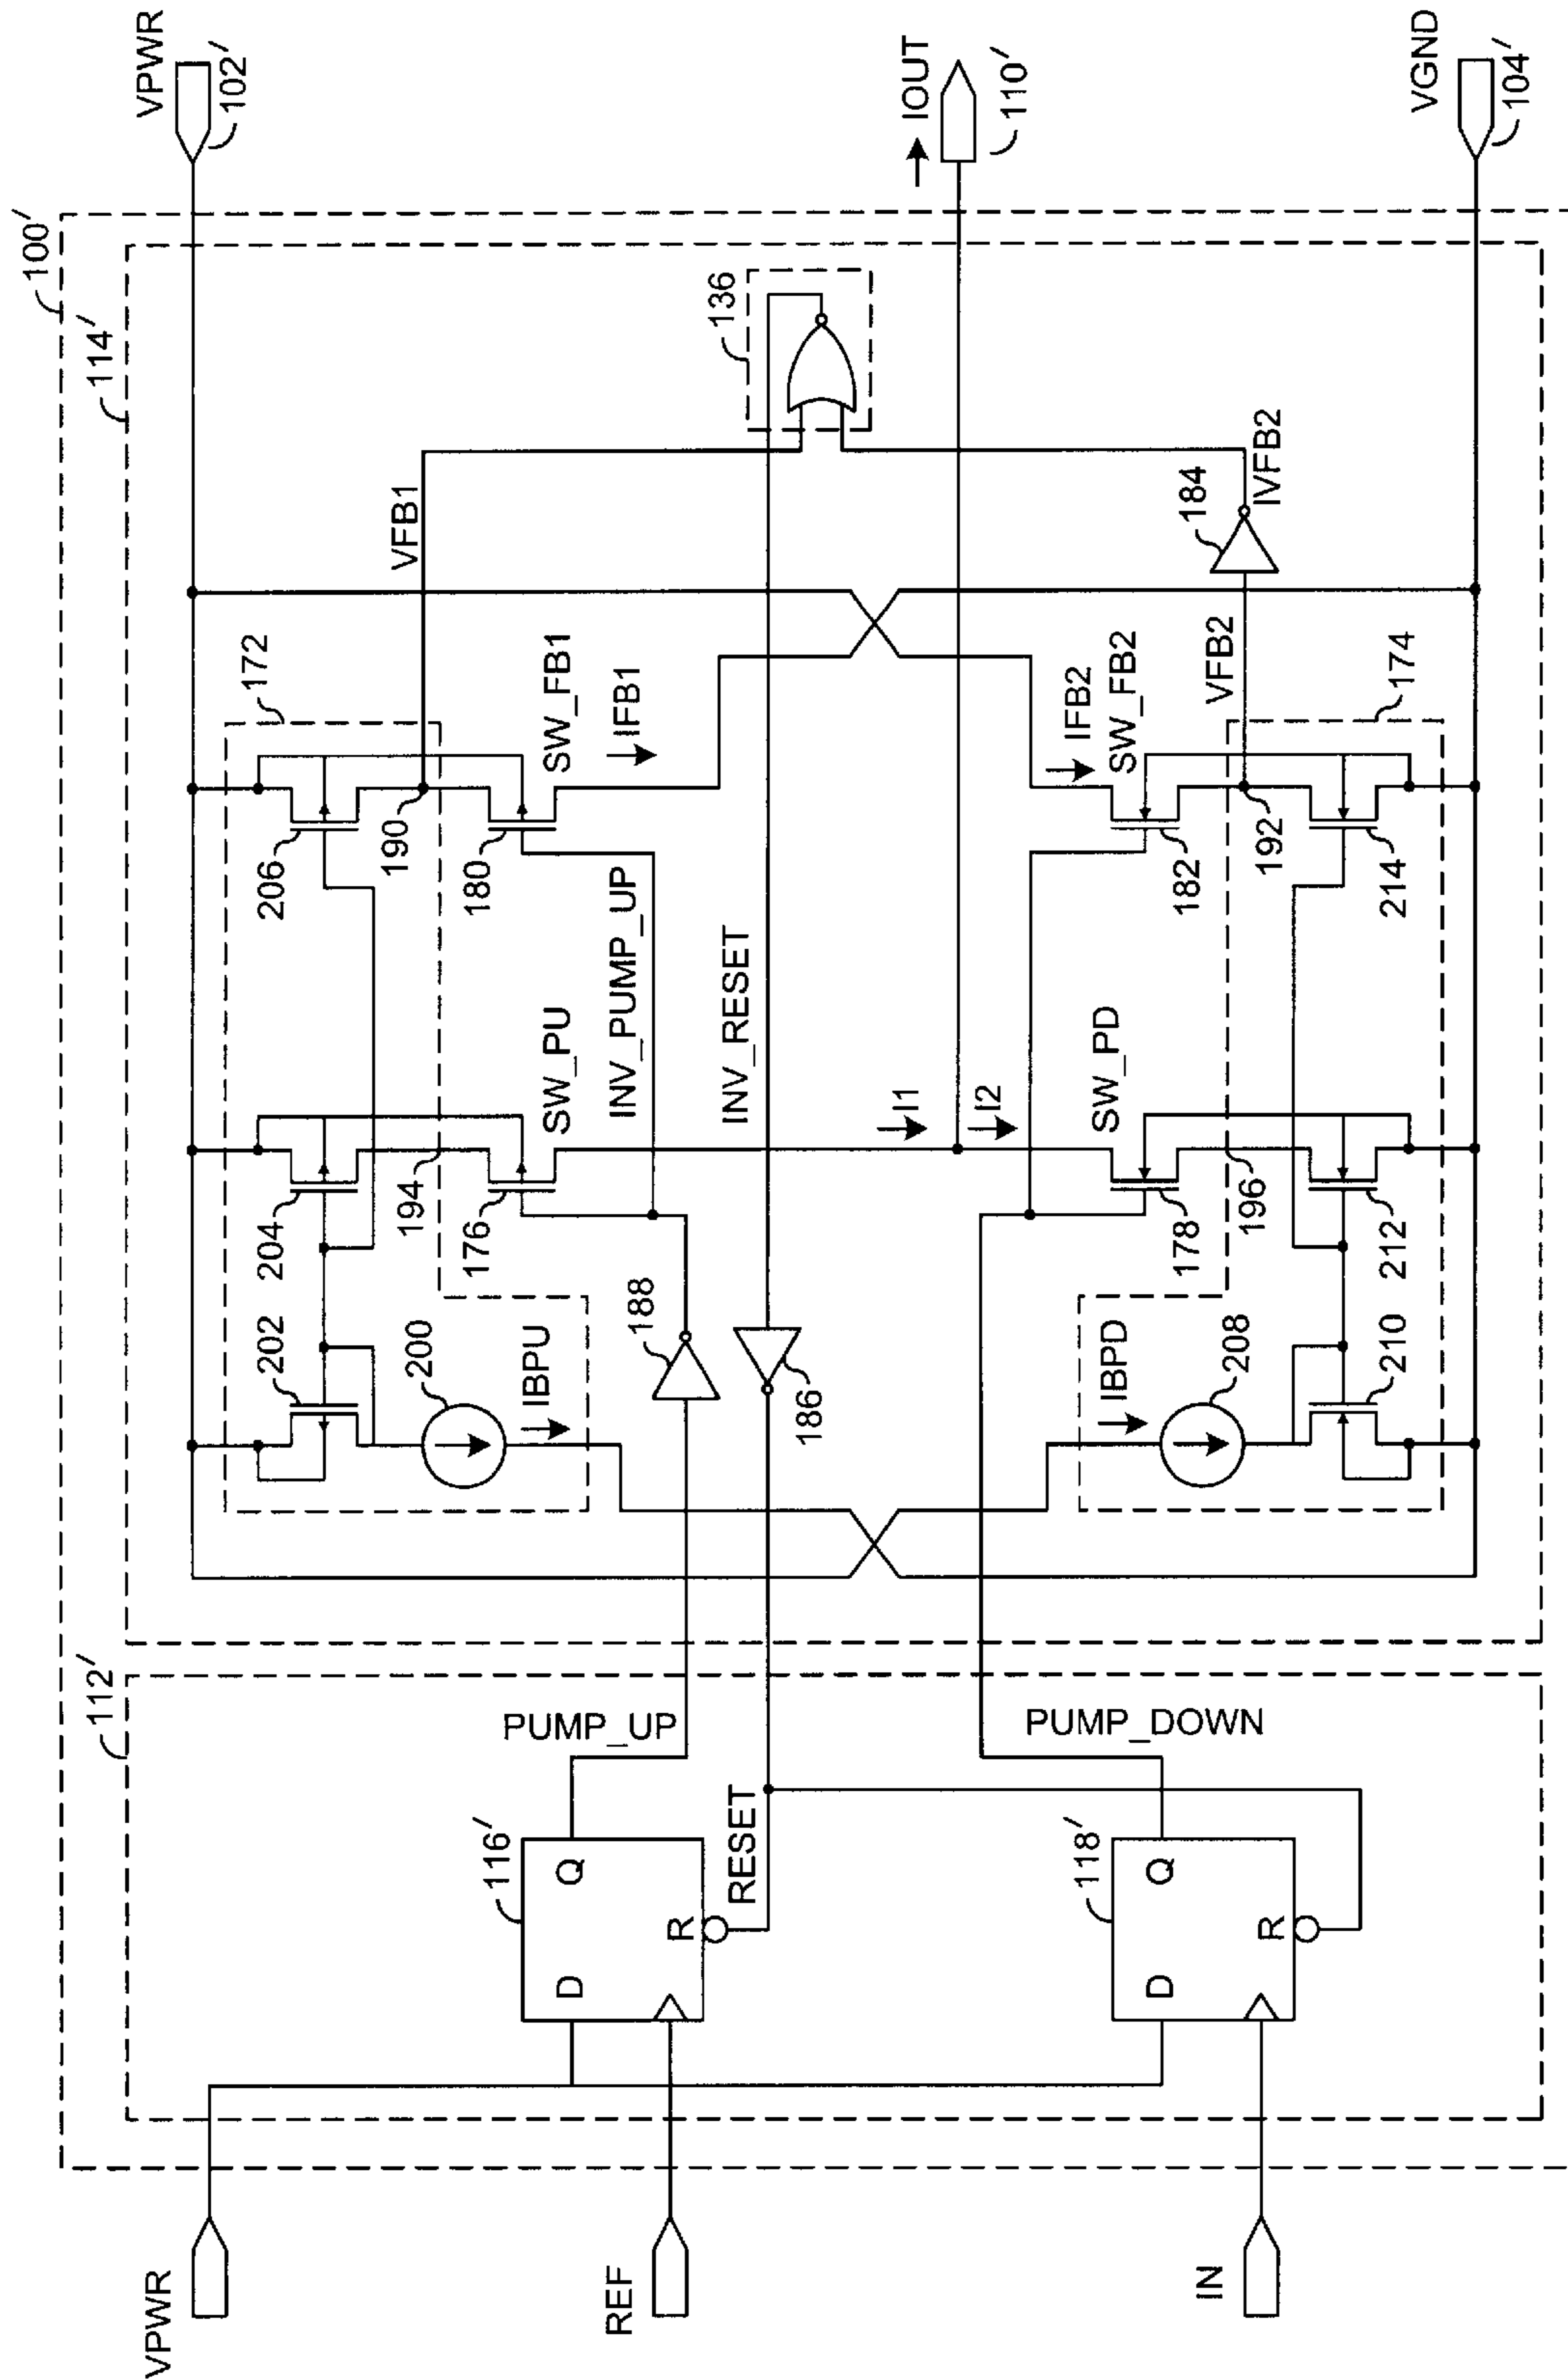 100′
114′
112′
VPWR
102′
VPWR
REF
IN
116′
D
Q
R
RESET
118′
D
Q
R
PUMP_UP
PUMP_DOWN
172
202
204
206
200
IBPU
194
176
SW_PU
190
180
SW_FB1
IFB1
VFB1
188
INV_PUMP_UP
INV_RESET
186
136
I1
I2
IOUT
110′
IBPD
208
210
212
214
178
SW_PD
196
182
IFB2
SW_FB2
192
VFB2
184
IVFB2
174
VGND
104′